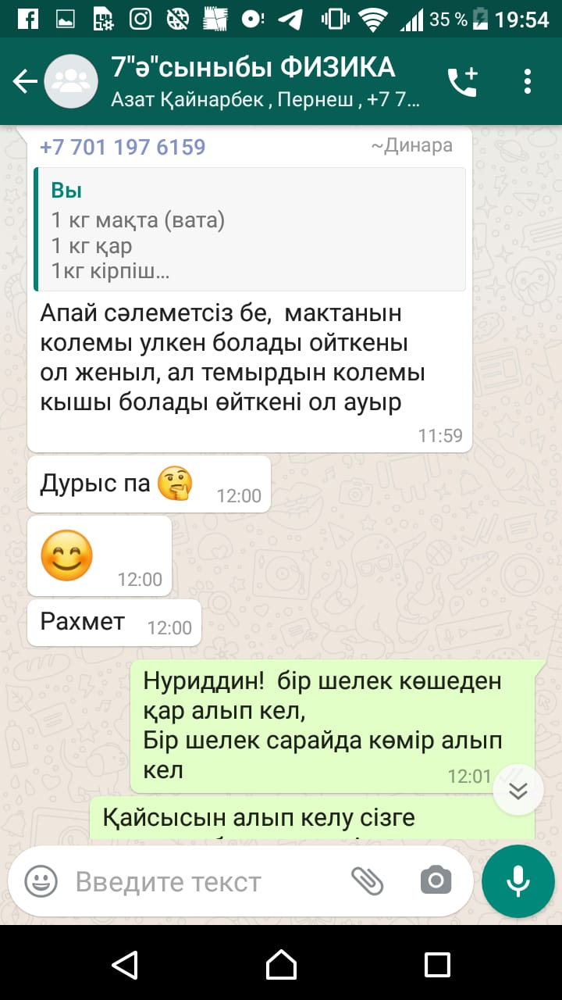 35 % 19:54
7"ә"сыныбы ФИЗИКА
Азат Қайнарбек , Пернеш , +7 7...
+7 701 197 6159 ~Динара
Вы
1 кг мақта (вата)
1 кг қар
1кг кірпіш...
Апай сәлеметсіз бе,  мактанын
колемы улкен болады ойткены
ол женыл, ал темырдын колемы
кышы болады өйткені ол ауыр
11:59
Дурыс па 🤔 12:00
😊 12:00
Рахмет 12:00
Нуриддин!  бір шелек көшеден
қар алып кел,
Бір шелек сарайда көмір алып
кел 12:01
Қайсысын алып келу сізге
Введите текст